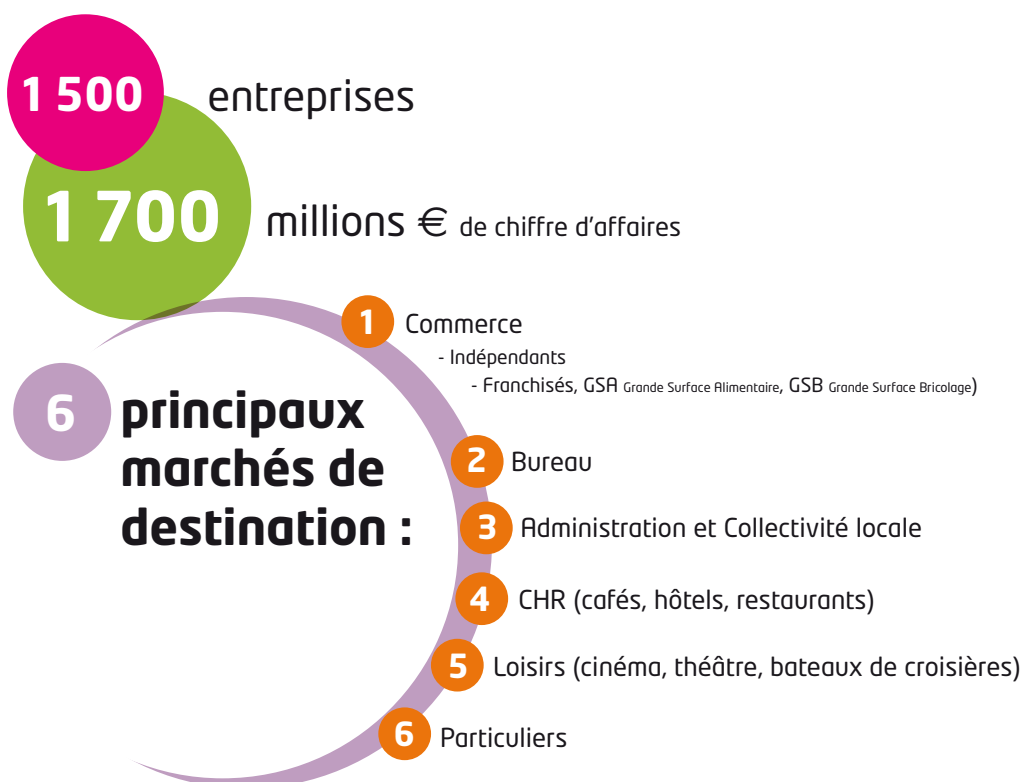 1 500 entreprises
1 700 millions € de chiffre d'affaires
6 principaux
marchés de
destination :
1 Commerce
- Indépendants
- Franchisés, GSA Grande Surface Alimentaire, GSB Grande Surface Bricolage)
2 Bureau
3 Administration et Collectivité locale
4 CHR (cafés, hôtels, restaurants)
5 Loisirs (cinéma, théâtre, bateaux de croisières)
6 Particuliers